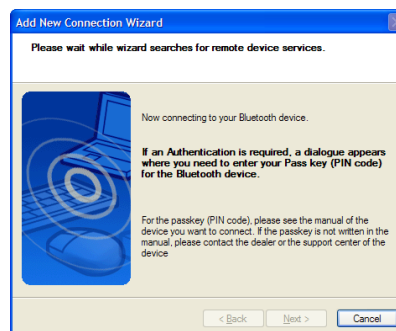 Add New Connection Wizard
Please wait while wizard searches for remote device services.
Now connecting to your Bluetooth device.
If an Authentication is required, a dialogue appears
where you need to enter your Pass key (PIN code)
for the Bluetooth device.
For the passkey (PIN code), please see the manual of the
device you want to connect. If the passkey is not written in the
manual, please contact the dealer or the support center of the
device
< Back Next > Cancel